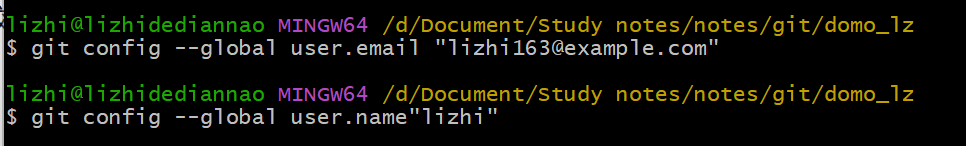 lizhi@lizhidediannao MINGW64 /d/Document/Study notes/notes/git/domo_lz
$ git config --global user.email "lizhi163@example.com"
lizhi@lizhidediannao MINGW64 /d/Document/Study notes/notes/git/domo_lz
$ git config --global user.name"lizhi"